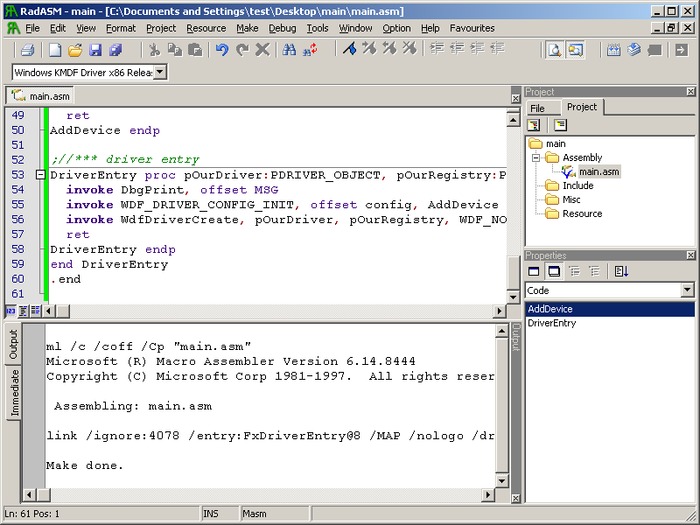 RadASM - main - [C:\Documents and Settings\test\Desktop\main\main.asm]
File Edit View Format Project Resource Make Debug Tools Window Option Help Favourites
Windows KMDF Driver x86 Relea:
main.asm
49 ret
50 AddDevice endp
51
52 ;//*** driver entry
53 DriverEntry proc pOurDriver:PDRIVER_OBJECT, pOurRegistry:P
54 invoke DbgPrint, offset MSG
55 invoke WDF_DRIVER_CONFIG_INIT, offset config, AddDevice
56 invoke WdfDriverCreate, pOurDriver, pOurRegistry, WDF_NO
57 ret
58 DriverEntry endp
59 end DriverEntry
60 .end
61
Project
File Project
main
Assembly
main.asm
Include
Misc
Resource
Properties
Code
AddDevice
DriverEntry
Output
Immediate
ml /c /coff /Cp "main.asm"
Microsoft (R) Macro Assembler Version 6.14.8444
Copyright (C) Microsoft Corp 1981-1997.  All rights reser
Assembling: main.asm
link /ignore:4078 /entry:FxDriverEntry@8 /MAP /nologo /dr
Make done.
Output
Ln: 61 Pos: 1 INS Masm